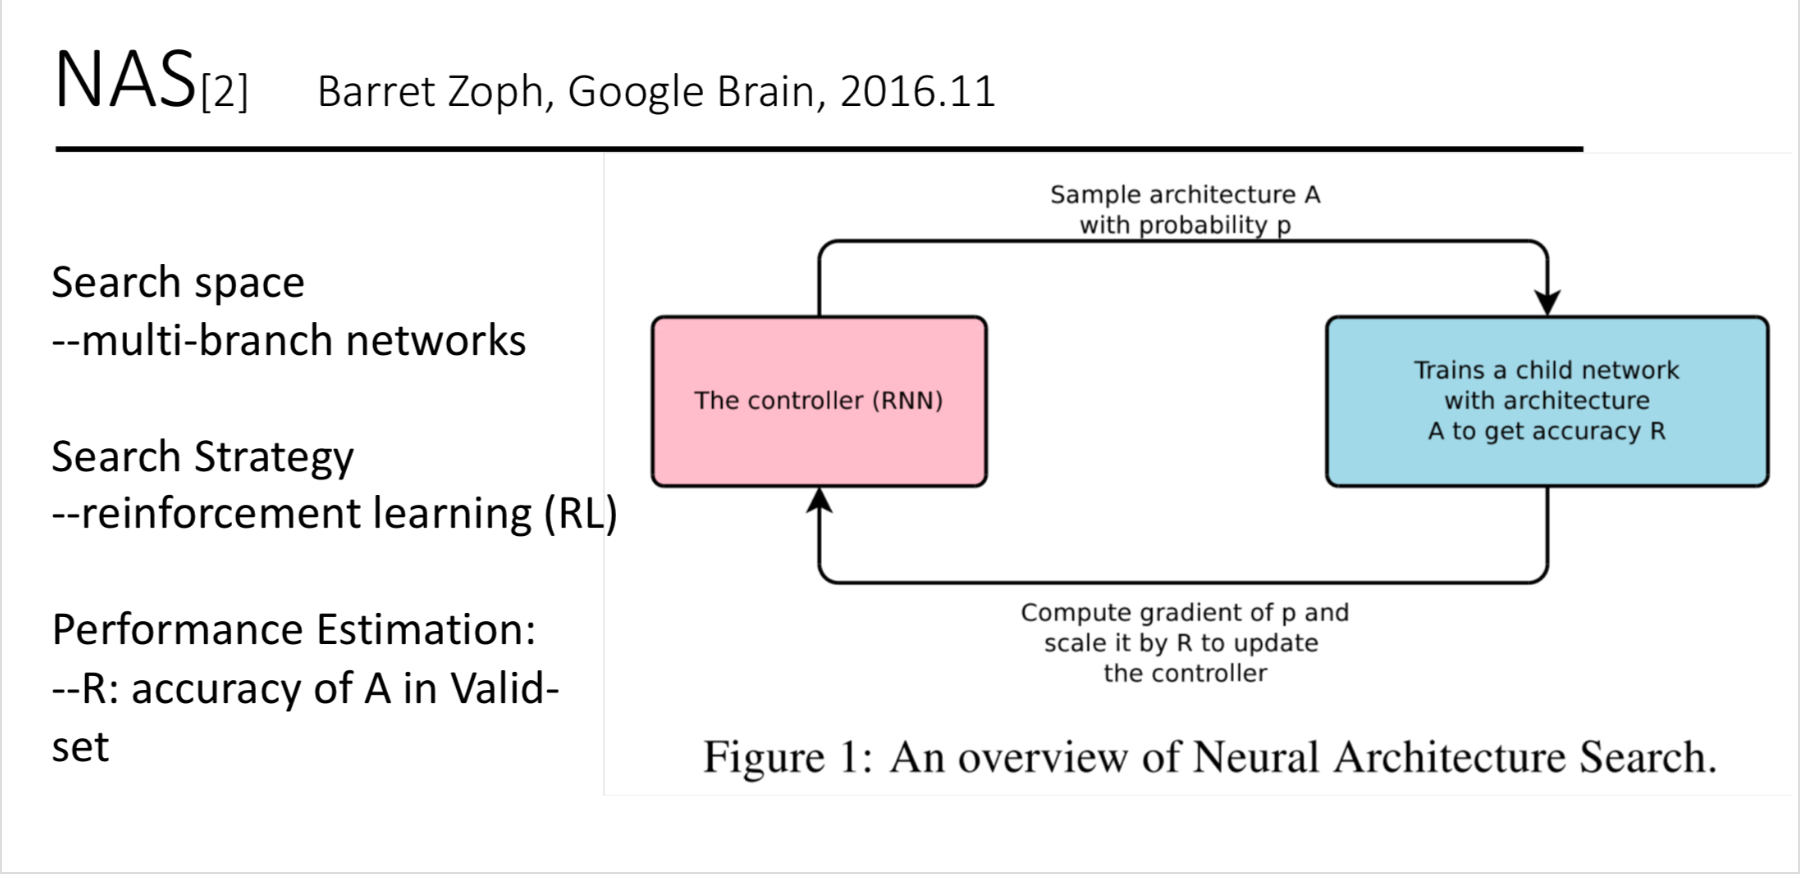 NAS[2] Barret Zoph, Google Brain, 2016.11
Search space
--multi-branch networks
Search Strategy
--reinforcement learning (RL)
Performance Estimation:
--R: accuracy of A in Valid-
set
Sample architecture A
with probability p
The controller (RNN)
Trains a child network
with architecture
A to get accuracy R
Compute gradient of p and
scale it by R to update
the controller
Figure 1: An overview of Neural Architecture Search.